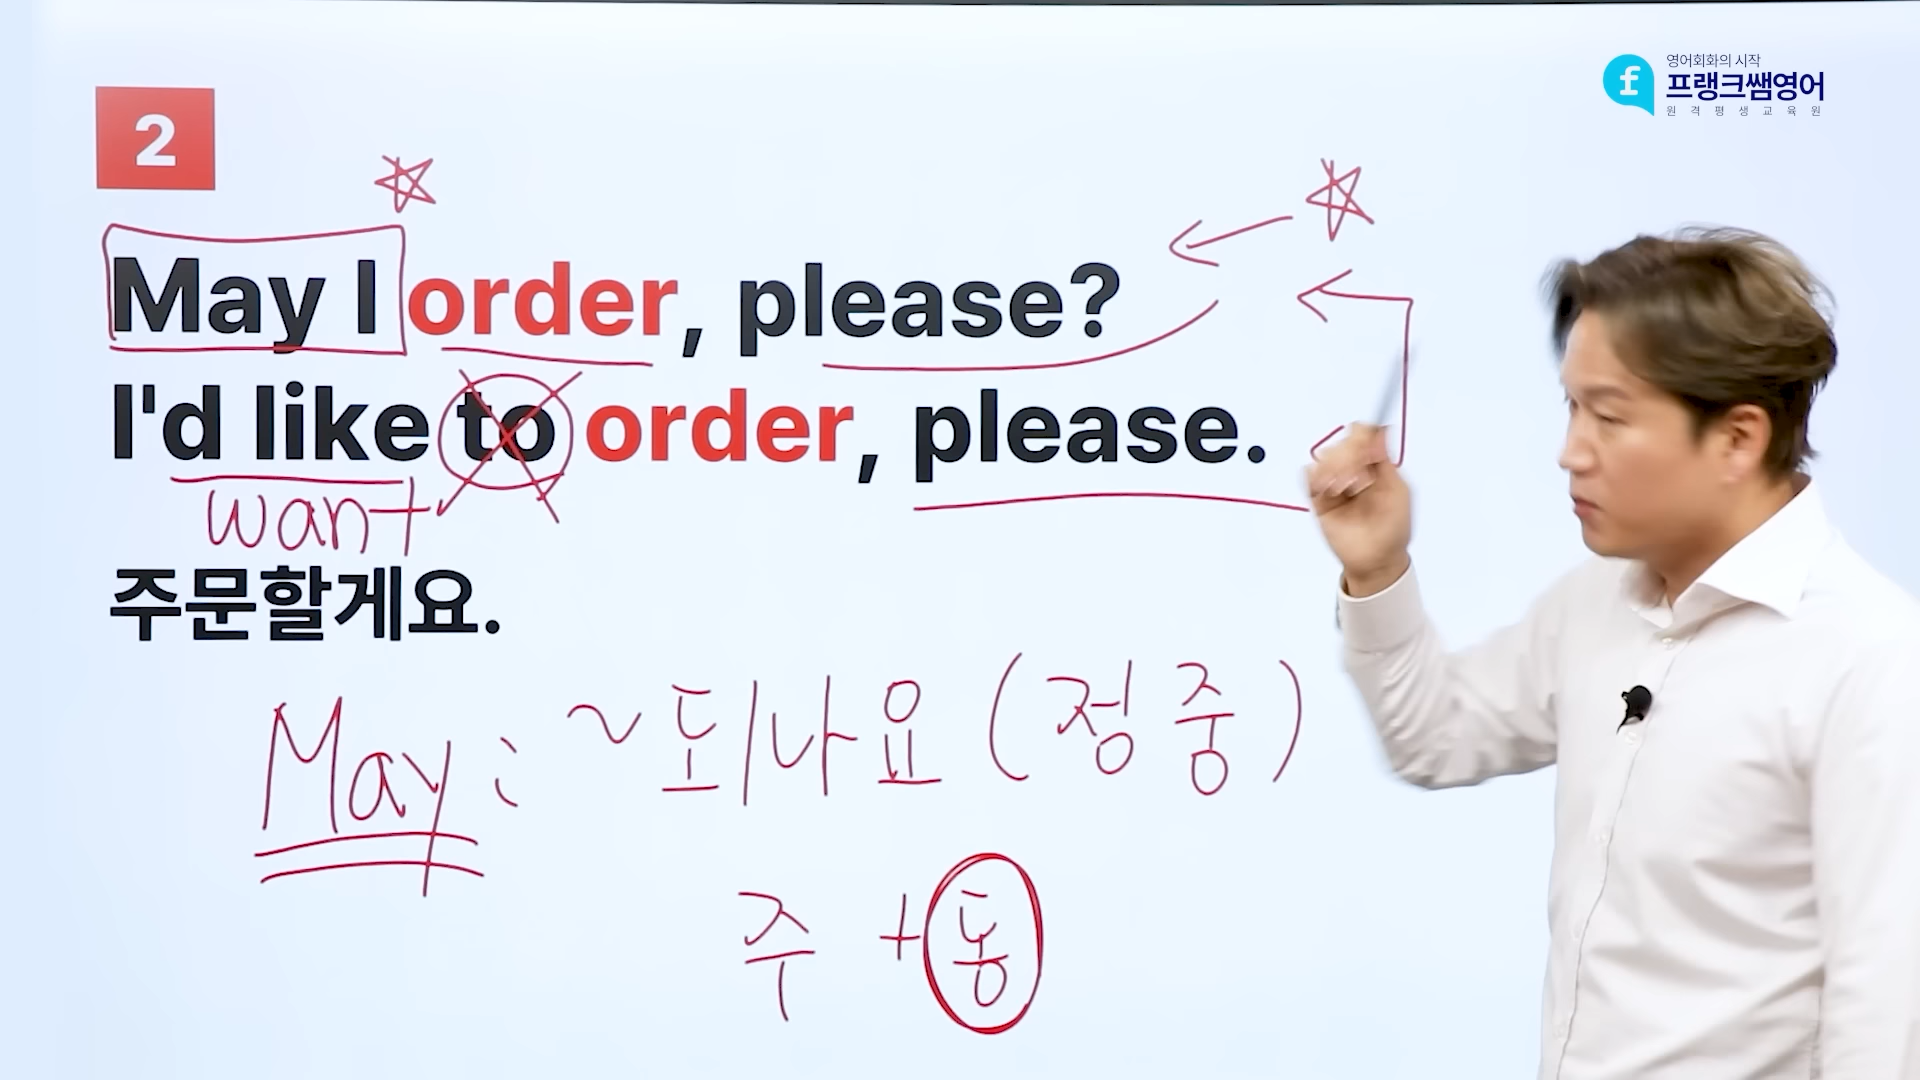 영어회화의 시작
프랭크쌤영어
원격평생교육원
2
May I order, please?
I'd like to order, please.
want
주문할게요.
May : ~되나요 (정중)
주 + 동